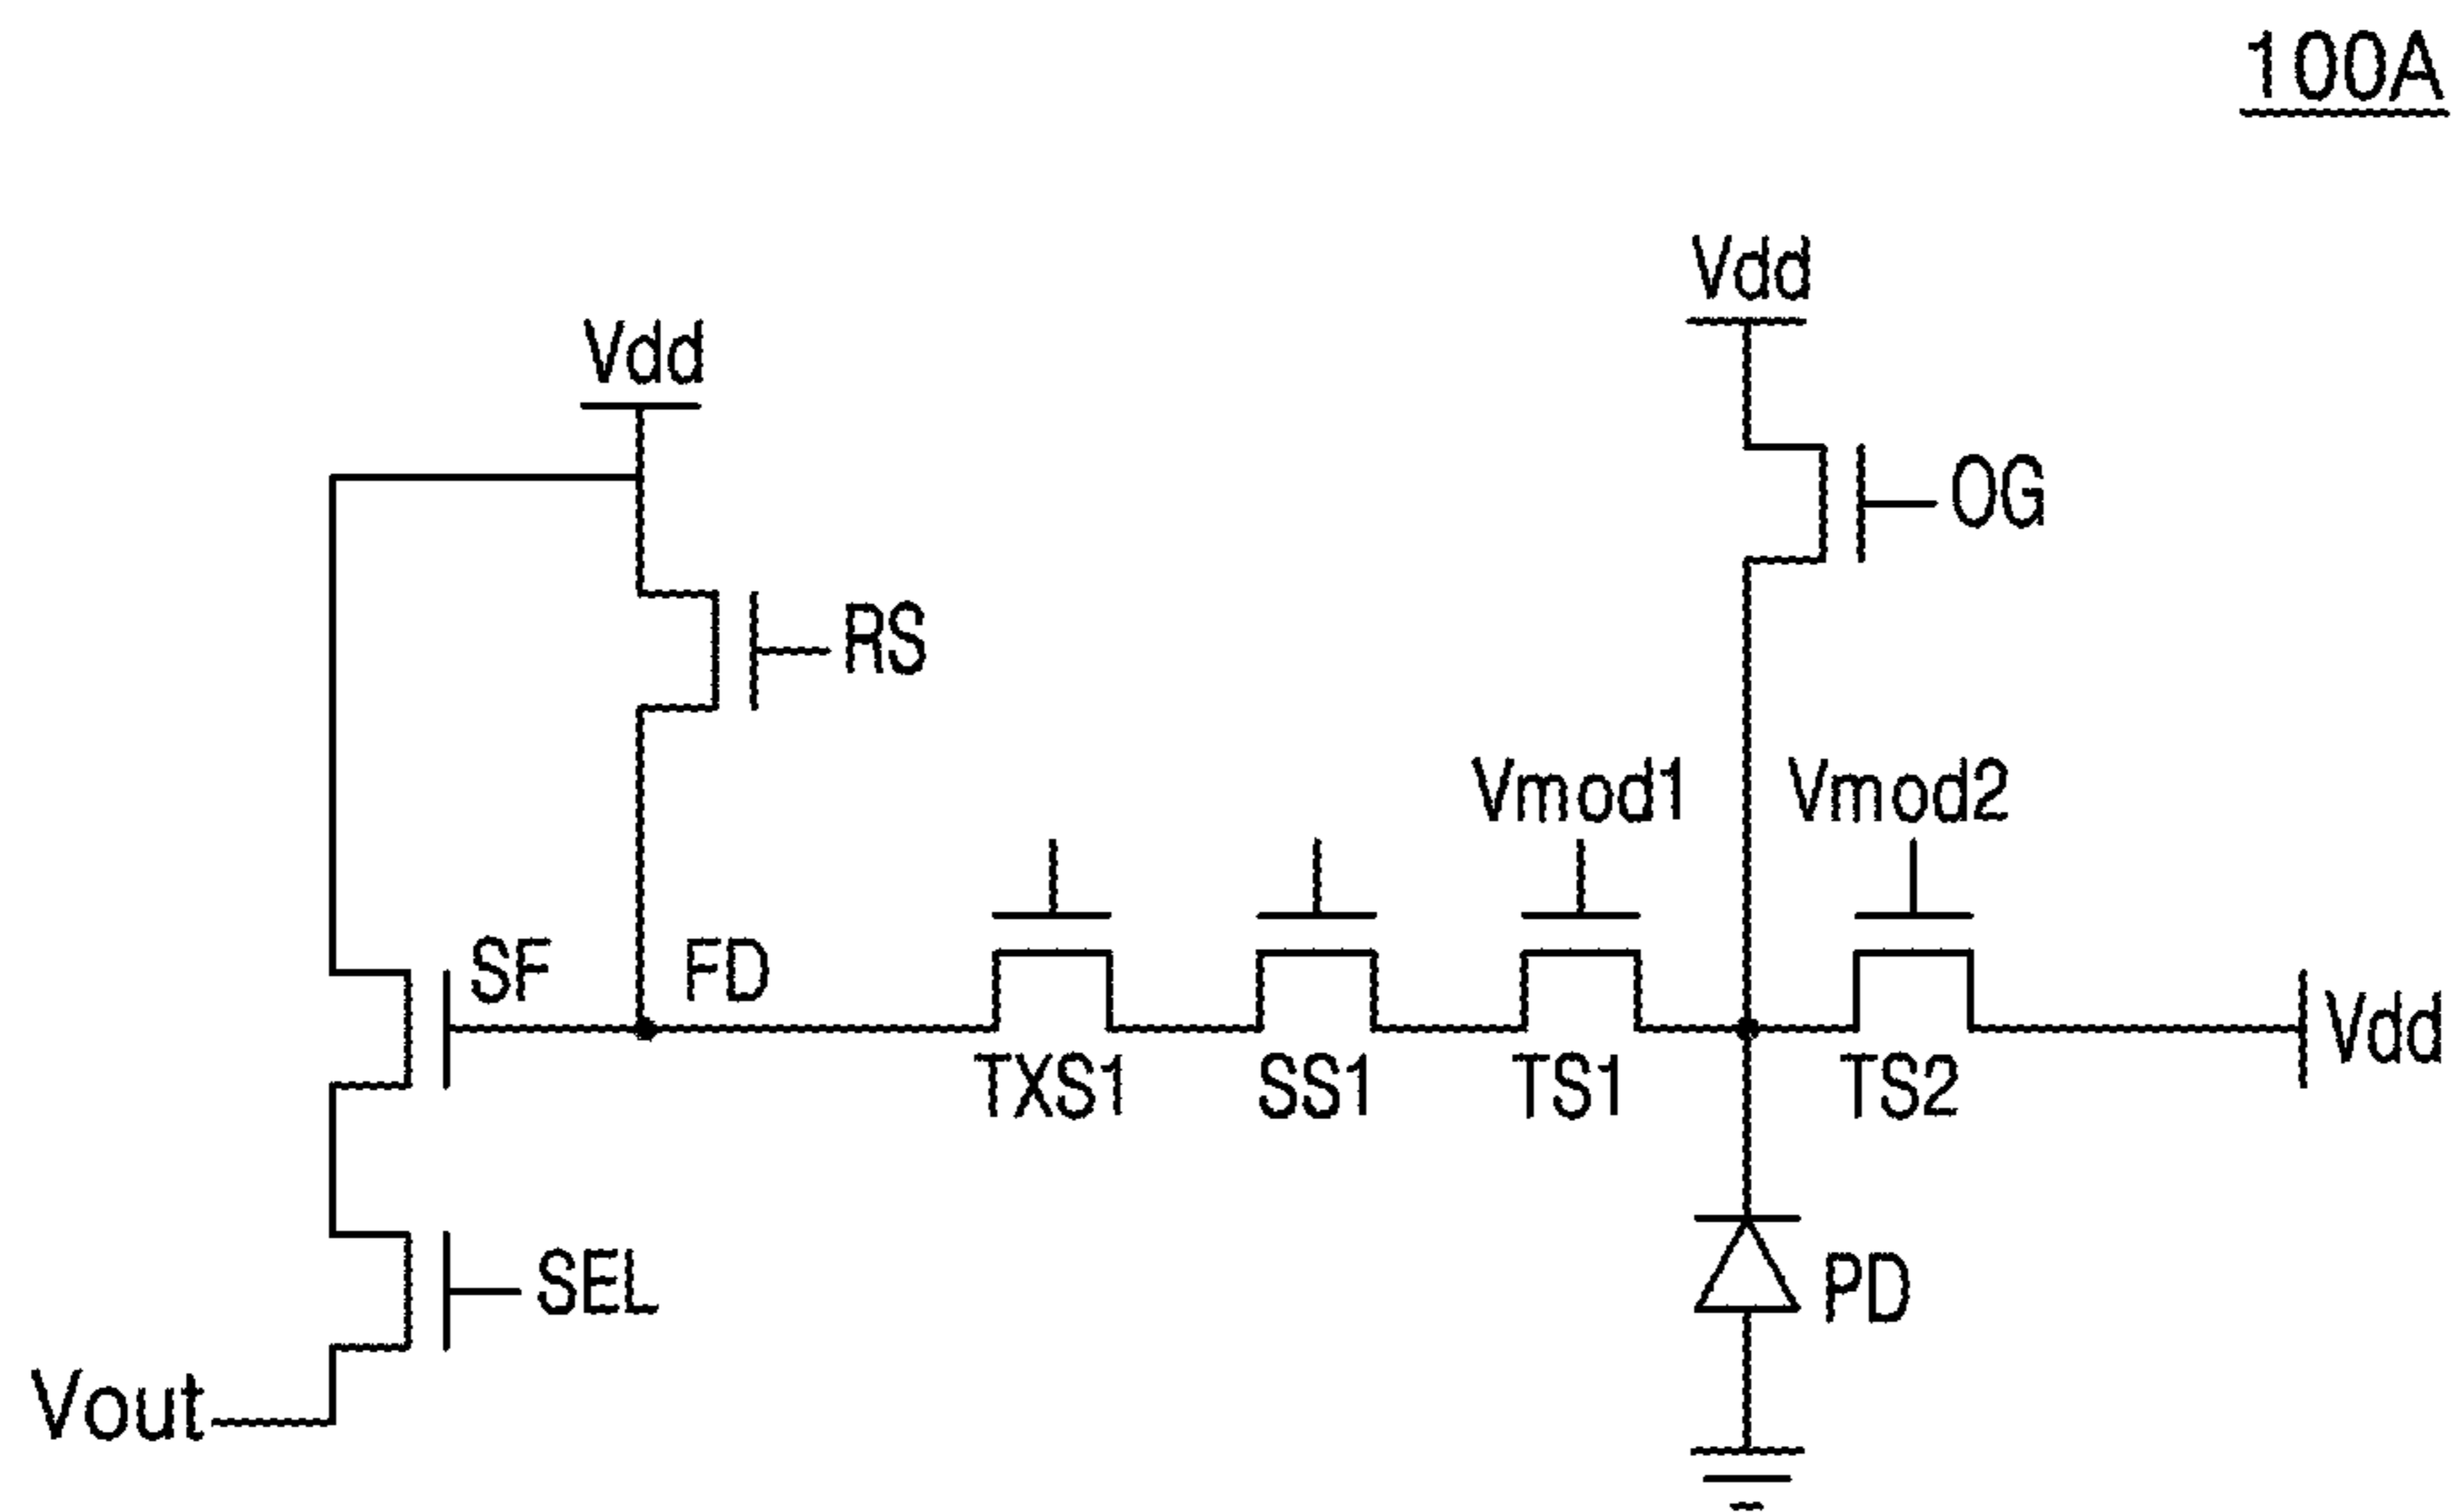 100A
Vdd
Vdd
OG
RS
Vmod1 Vmod2
SF FD
Vdd
TXS1 SS1 TS1 TS2
SEL
PD
Vout